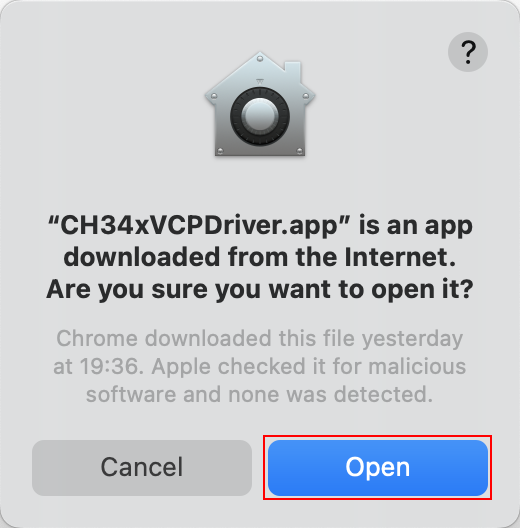 ?
“CH34xVCPDriver.app” is an app
downloaded from the Internet.
Are you sure you want to open it?
Chrome downloaded this file yesterday
at 19:36. Apple checked it for malicious
software and none was detected.
Cancel
Open